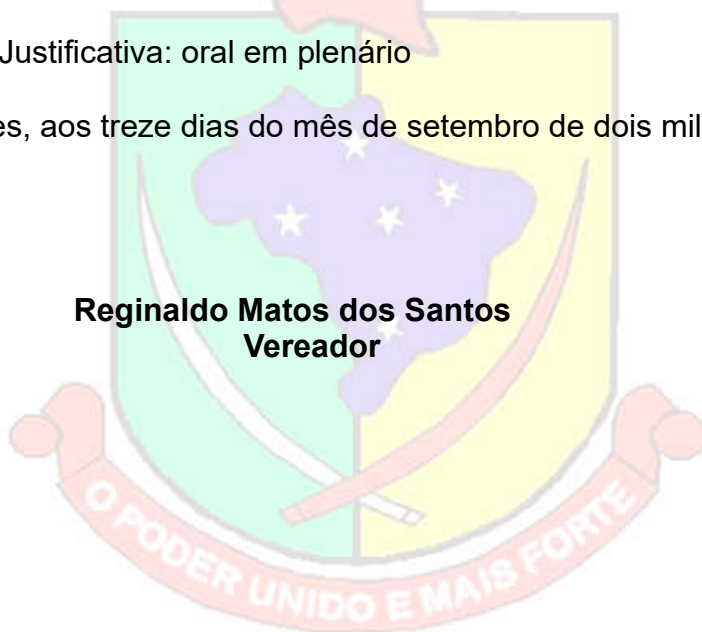 Justificativa: oral em plenário
es, aos treze dias do mês de setembro de dois mil
Reginaldo Matos dos Santos
Vereador
O PODER UNIDO E MAIS FORTE